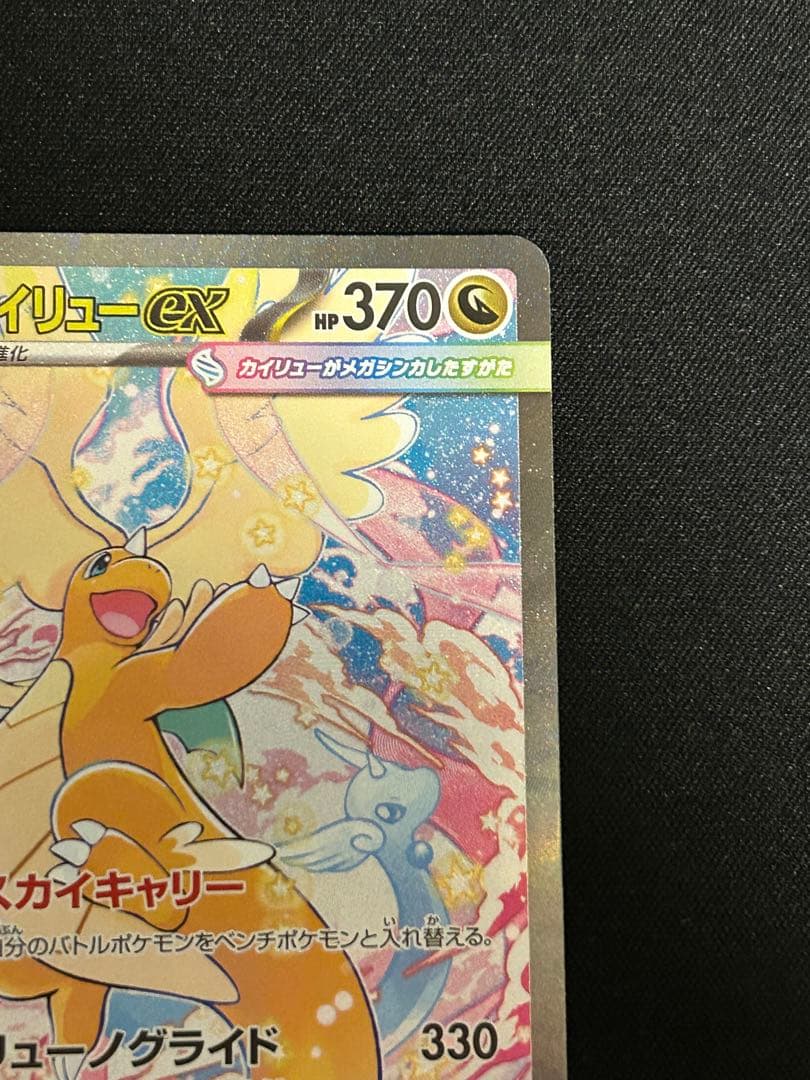 イリューex HP 370
進化
カイリューがメガシンカしたすがた
スカイキャリー
自分のバトルポケモンをベンチポケモンと入れ替える。
リューノグライド 330